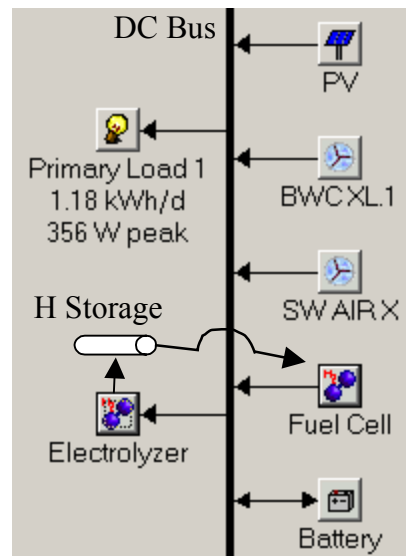 DC Bus
PV
Primary Load 1
1.18 kWh/d
356 W peak
BWC XL.1
SW AIR X
H Storage
Fuel Cell
Electrolyzer
Battery